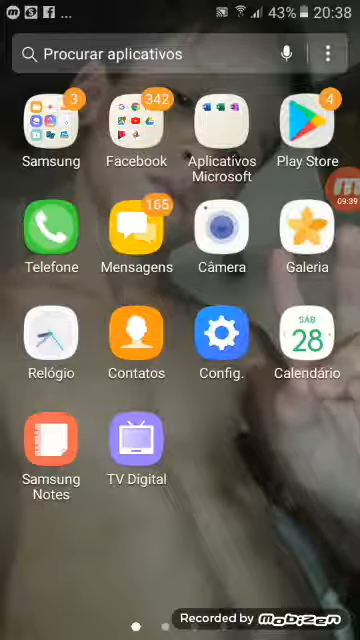 ... 43% 20:38
Procurar aplicativos
3
342
4
Samsung
Facebook
Aplicativos
Microsoft
Play Store
165
09:39
Telefone
Mensagens
Câmera
Galeria
SÁB
28
Relógio
Contatos
Config.
Calendário
Samsung
Notes
TV Digital
Recorded by Mobizen